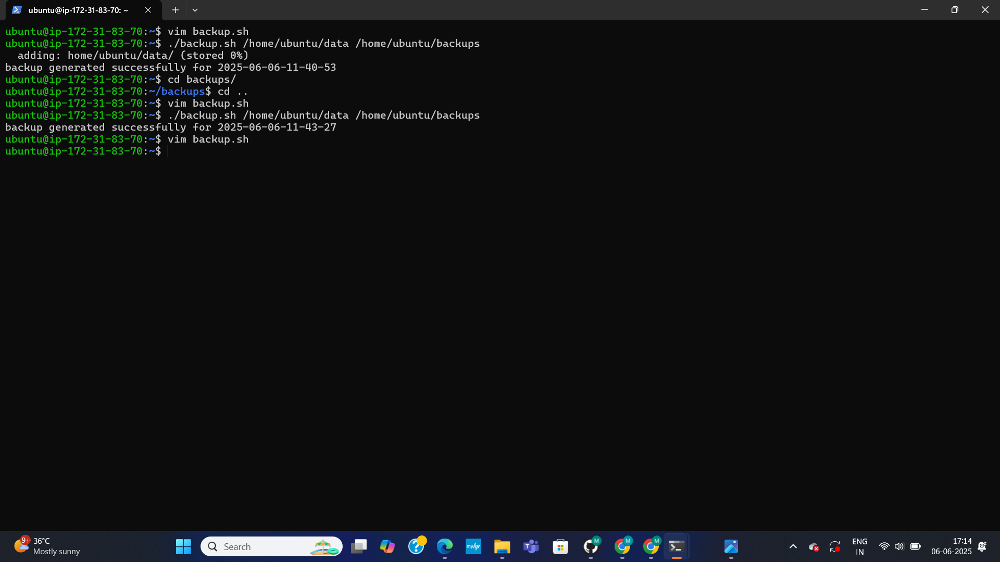 ubuntu@ip-172-31-83-70: ~
ubuntu@ip-172-31-83-70:~$ vim backup.sh
ubuntu@ip-172-31-83-70:~$ ./backup.sh /home/ubuntu/data /home/ubuntu/backups
  adding: home/ubuntu/data/ (stored 0%)
backup generated successfully for 2025-06-06-11-40-53
ubuntu@ip-172-31-83-70:~$ cd backups/
ubuntu@ip-172-31-83-70:~/backups$ cd ..
ubuntu@ip-172-31-83-70:~$ vim backup.sh
ubuntu@ip-172-31-83-70:~$ ./backup.sh /home/ubuntu/data /home/ubuntu/backups
backup generated successfully for 2025-06-06-11-43-27
ubuntu@ip-172-31-83-70:~$ vim backup.sh
ubuntu@ip-172-31-83-70:~$
9+
36°C
Mostly sunny
Search
myhp
T
M
M
M
ENG
IN
17:14
06-06-2025